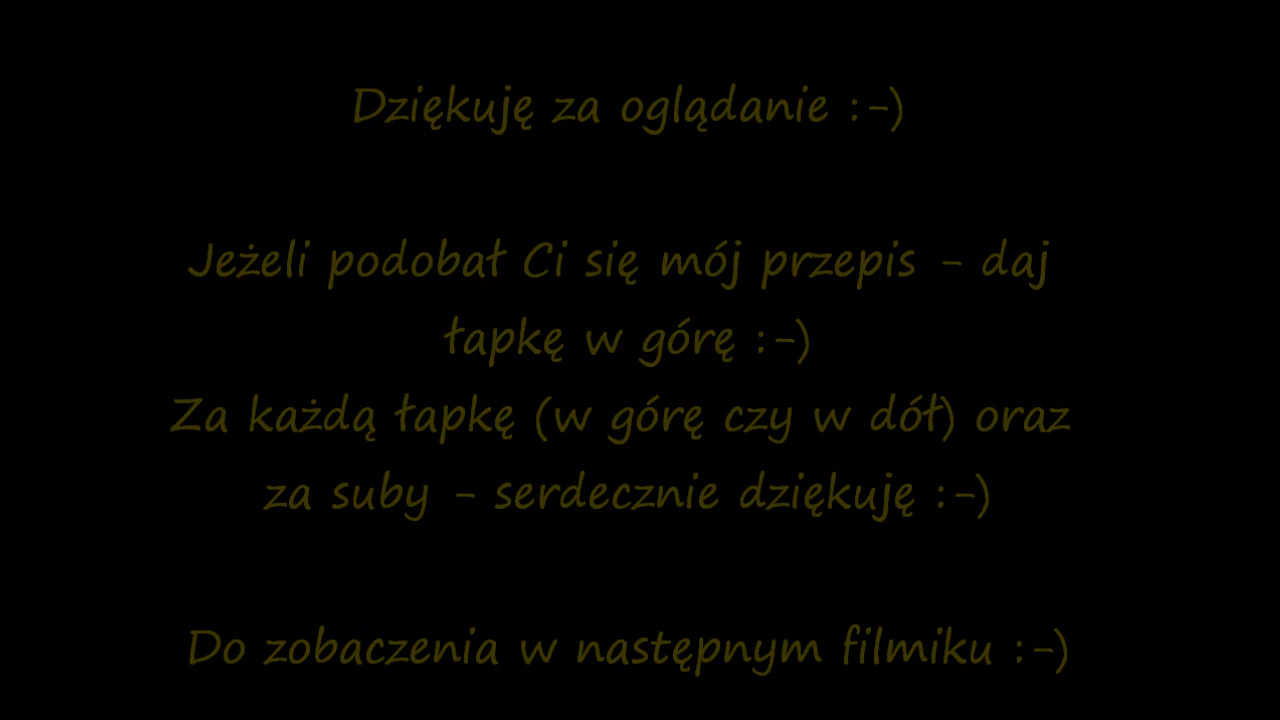 Dziękuję za oglądanie :-)
Jeżeli podobał Ci się mój przepis - daj
łapkę w górę :-)
Za każdą łapkę (w górę czy w dół) oraz
za suby - serdecznie dziękuję :-)
Do zobaczenia w następnym filmiku :-)